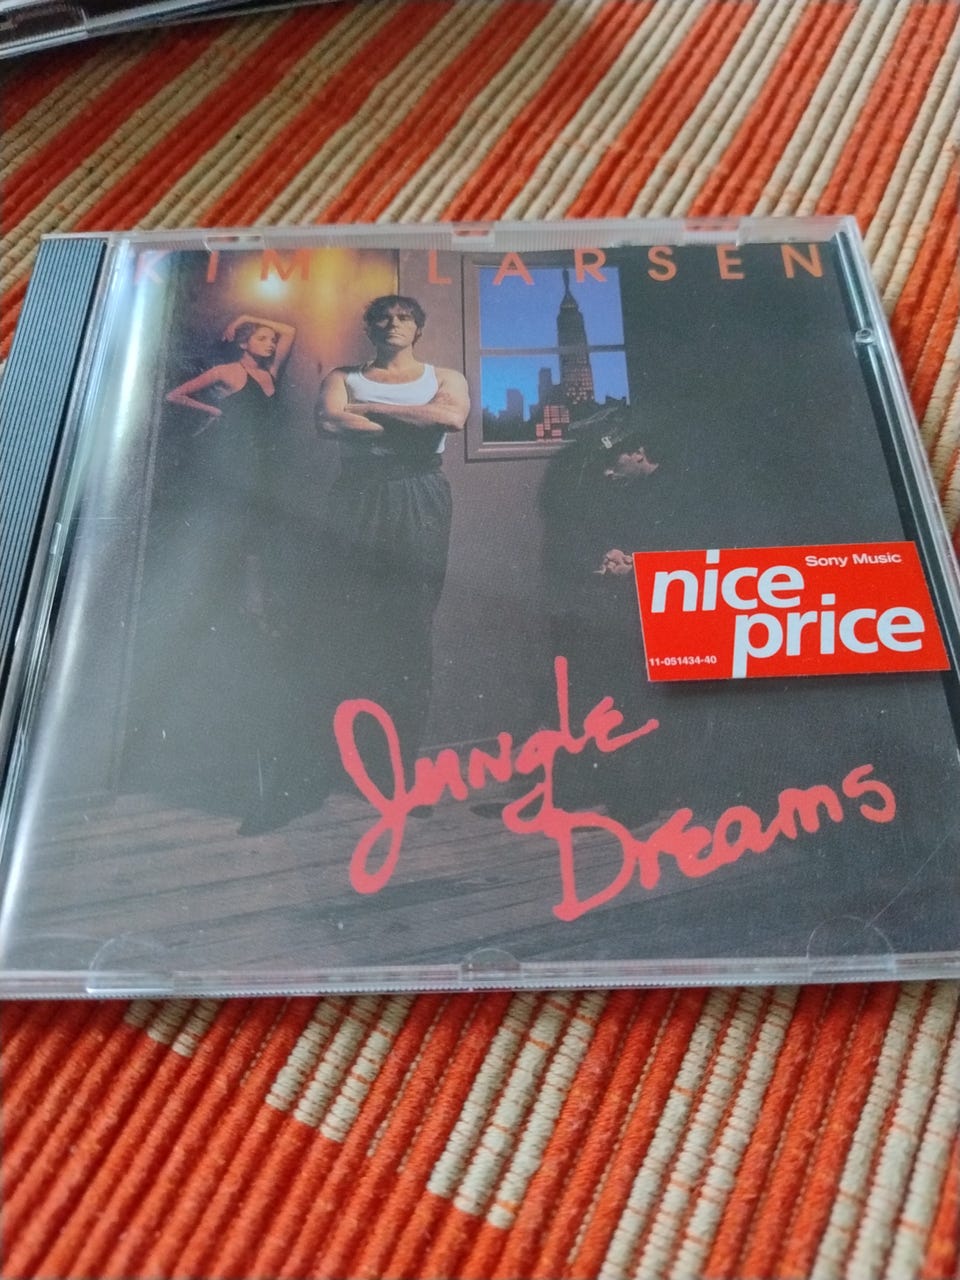 KIM LARSEN
Sony Music
nice
price
11-051434-40
Jungle
Dreams